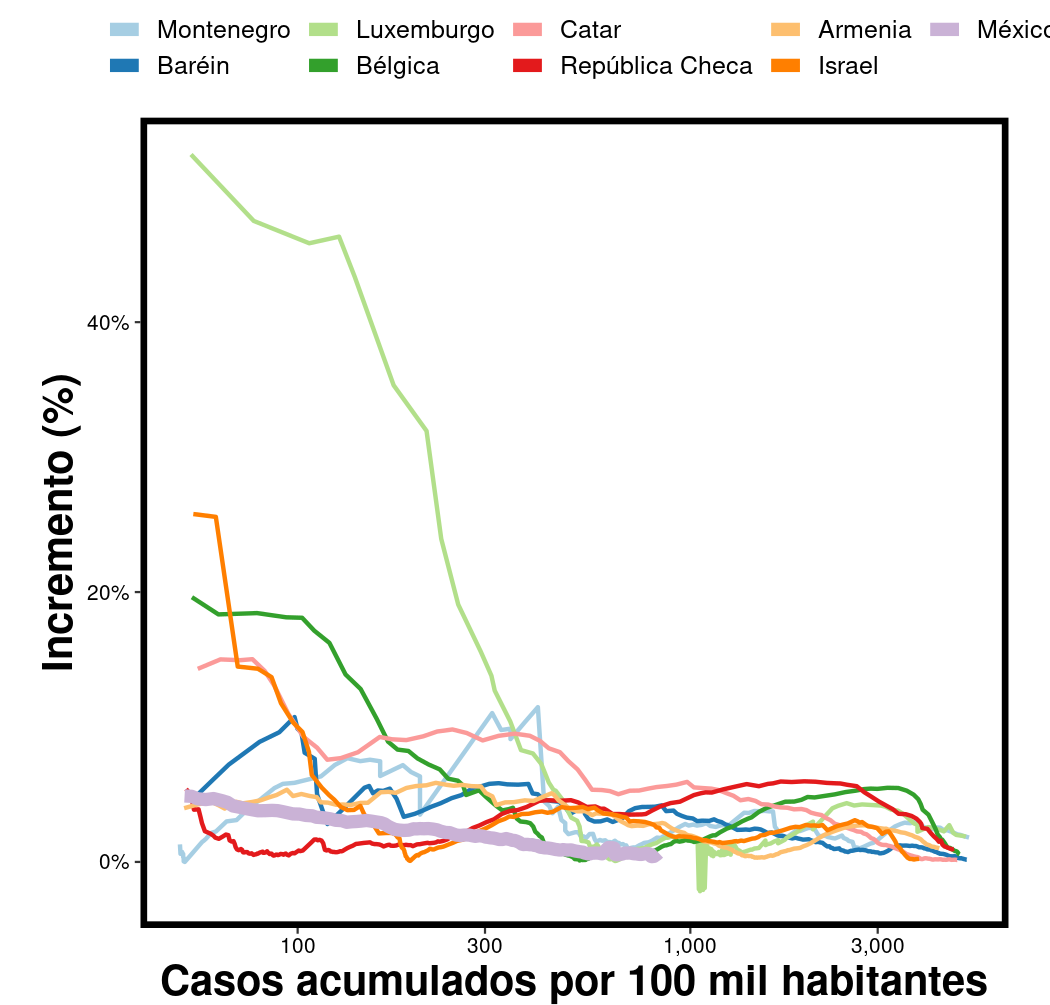 Montenegro Luxemburgo Catar Armenia México
Baréin Bélgica República Checa Israel
40%
20%
0%
Incremento (%)
100 300 1,000 3,000
Casos acumulados por 100 mil habitantes